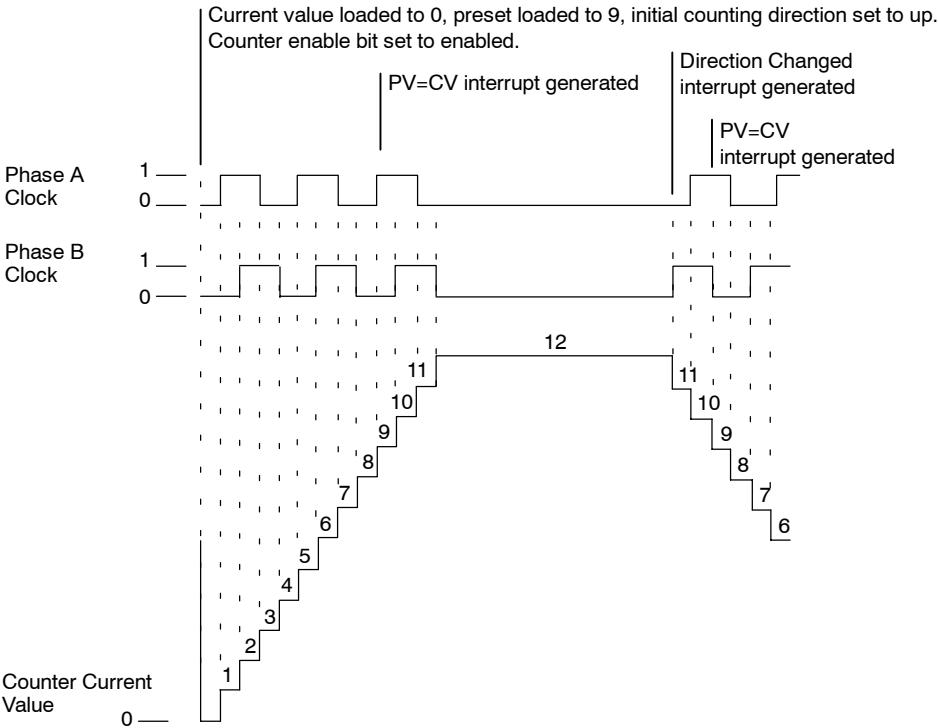 Current value loaded to 0, preset loaded to 9, initial counting direction set to up.
Counter enable bit set to enabled.
PV=CV interrupt generated
Direction Changed
interrupt generated
PV=CV
interrupt generated
Phase A
Clock
1
0
Phase B
Clock
1
0
12
11
10
9
8
7
6
5
4
3
2
1
11
10
9
8
7
6
Counter Current
Value
0